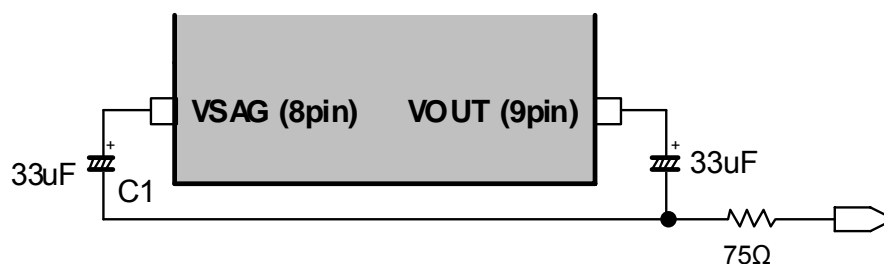 VSAG (8pin) VOUT (9pin)
+ +
33uF 33uF
C1
75Ω